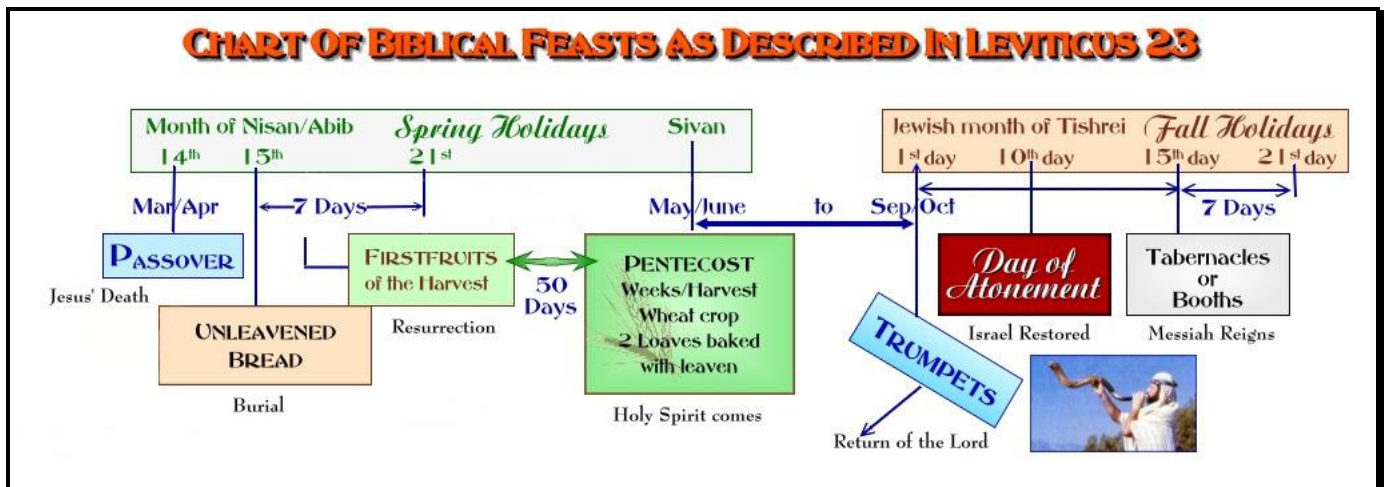 CHART OF BIBLICAL FEASTS AS DESCRIBED IN LEVITICUS 23
Month of Nisan/Abib Spring Holidays Sivan
14th 15th 21st
Jewish month of Tishrei Fall Holidays
1st day 10th day 15th day 21st day
Mar/Apr 7 Days May/June to Sep/Oct 7 Days
PASSOVER
Jesus' Death
UNLEAVENED
BREAD
Burial
FIRSTFRUITS
of the Harvest
Resurrection
50
Days
PENTECOST
Weeks/Harvest
Wheat crop
2 Loaves baked
with leaven
Holy Spirit comes
TRUMPETS
Return of the Lord
Day of
Atonement
Israel Restored
Tabernacles
or
Booths
Messiah Reigns